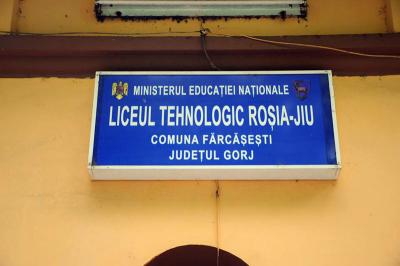 MINISTERUL EDUCAȚIEI NAȚIONALE
LICEUL TEHNOLOGIC ROȘIA-JIU
COMUNA FĂRCĂȘEȘTI
JUDEȚUL GORJ